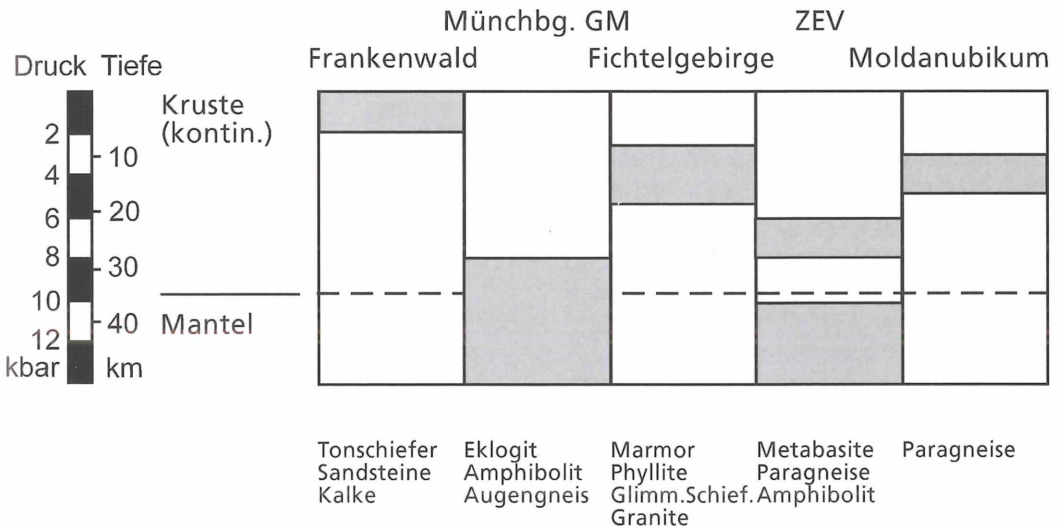 Münchbg. GM ZEV
Druck Tiefe Frankenwald Fichtelgebirge Moldanubikum
Kruste
(kontin.)
2
10
4
20
6
8
30
10
Mantel
40
12
kbar km
Tonschiefer Eklogit Marmor Metabasite Paragneise
Sandsteine Amphibolit Phyllite Paragneise
Kalke Augengneis Glimm.Schief. Amphibolit
Granite